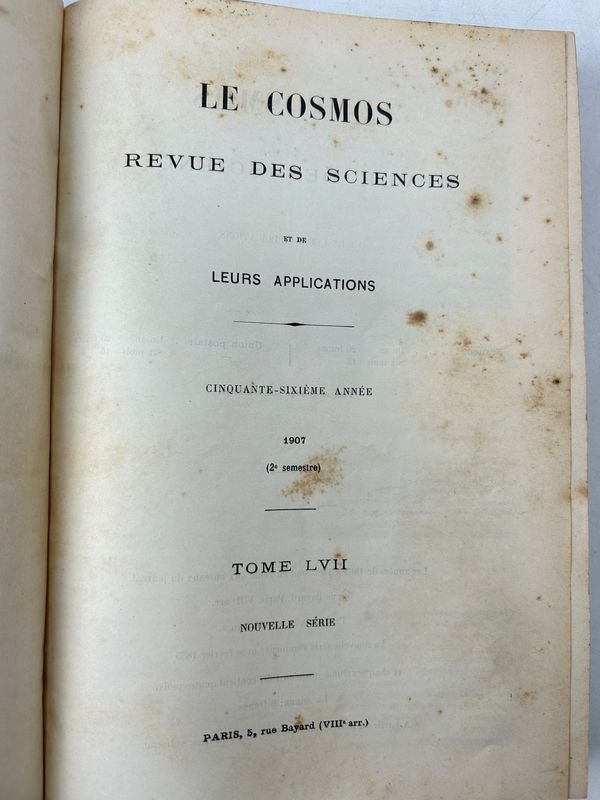 LE COSMOS
REVUE DES SCIENCES
ET DE
LEURS APPLICATIONS
CINQUANTE-SIXIÈME ANNÉE
1907
(2e semestre)
TOME LVII
NOUVELLE SÉRIE
PARIS, 5, rue Bayard (VIIIe arr.)